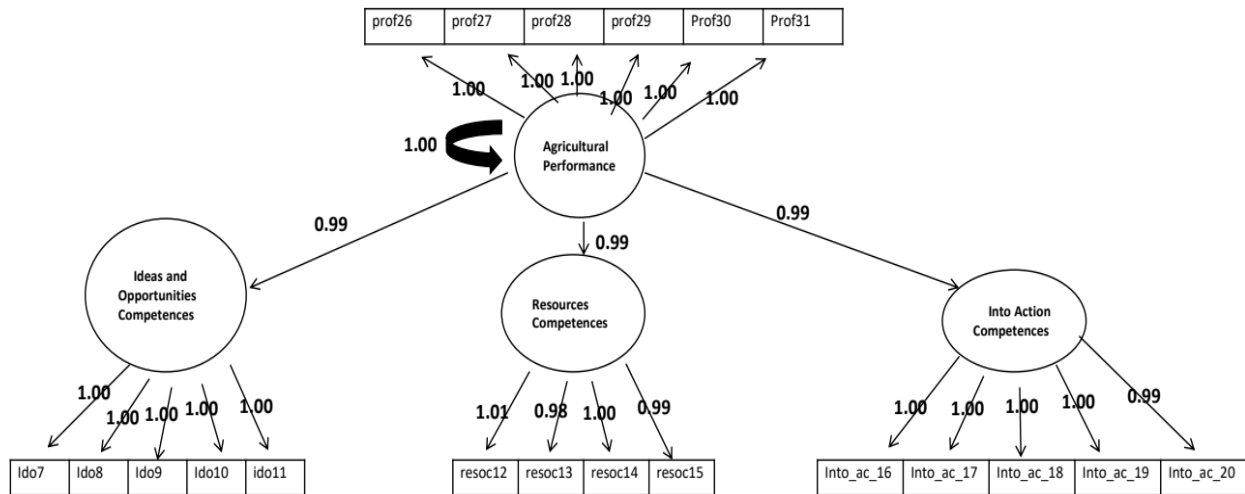 prof26 prof27 prof28 prof29 Prof30 Prof31
1.00 1.00 1.00 1.00 1.00 1.00
1.00
Agricultural
Performance
0.99 0.99 0.99
Ideas and
Opportunities
Competences
Resources
Competences
Into Action
Competences
1.00 1.00 1.00 1.00 1.00
1.01 0.98 1.00 0.99
1.00 1.00 1.00 1.00 0.99
Ido7 Ido8 Ido9 Ido10 ido11
resoc12 resoc13 resoc14 resoc15
Into_ac_16 Into_ac_17 Into_ac_18 Into_ac_19 Into_ac_20